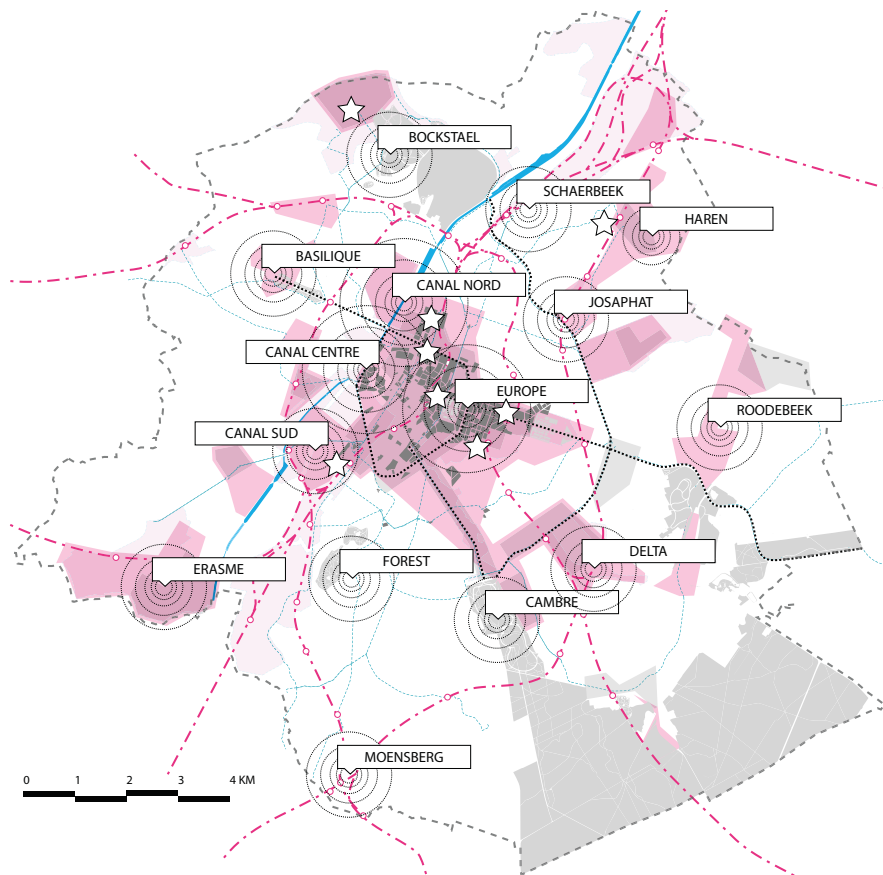 BOCKSTAEL
SCHAERBEEK
HAREN
BASILIQUE
CANAL NORD
JOSAPHAT
CANAL CENTRE
EUROPE
ROODEBEEK
CANAL SUD
DELTA
FOREST
ERASME
CAMBRE
MOENSBERG
0 1 2 3 4 KM